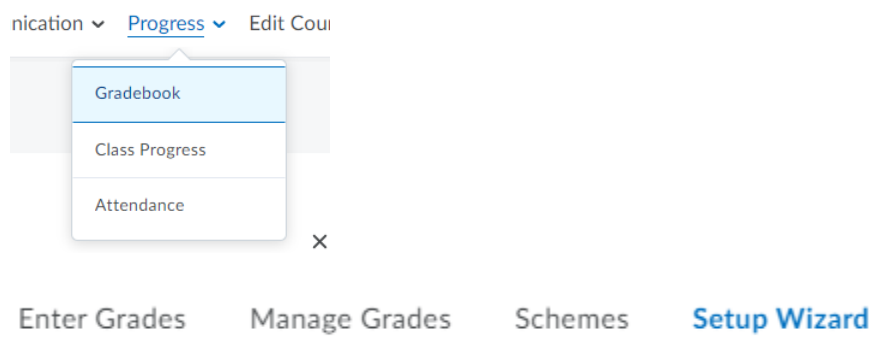 nication Progress Edit Cou
Gradebook
Class Progress
Attendance
Enter Grades Manage Grades Schemes Setup Wizard